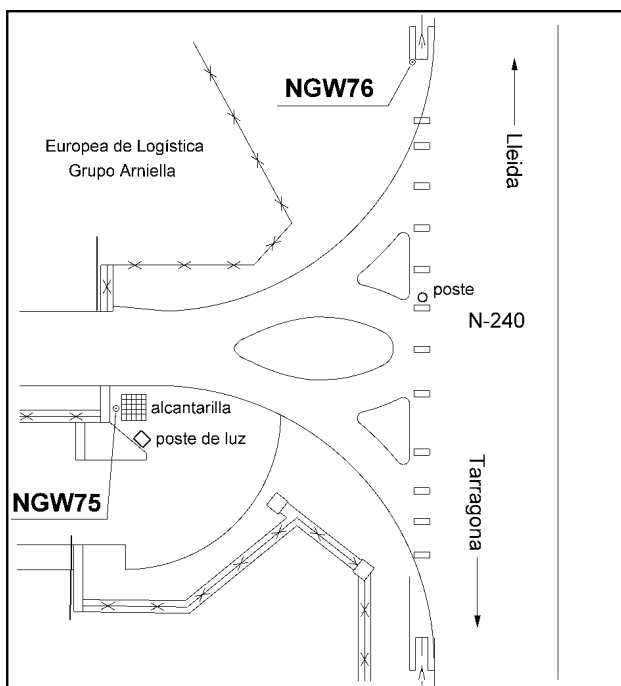 NGW76
Lleida
Europea de Logística
Grupo Arniella
poste
N-240
alcantarilla
poste de luz
NGW75
Tarragona